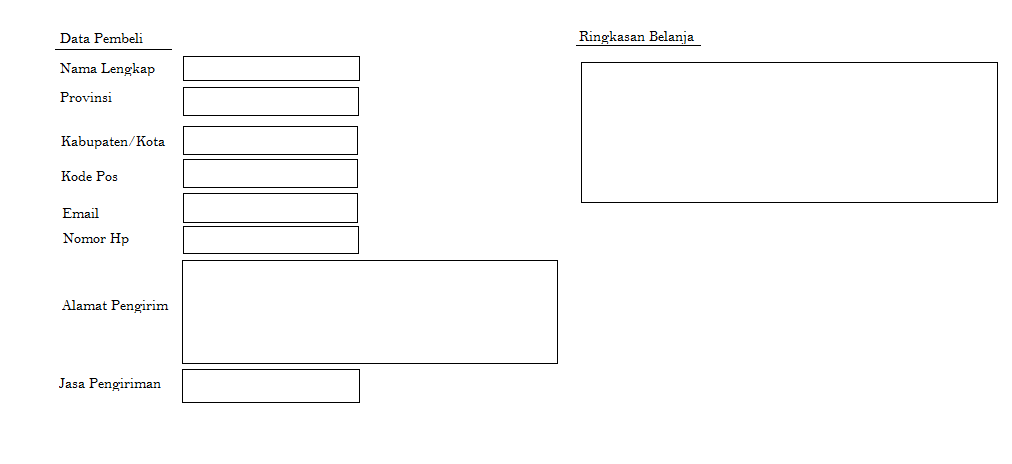 Data Pembeli
Nama Lengkap
Provinsi
Kabupaten/Kota
Kode Pos
Email
Nomor Hp
Alamat Pengirim
Jasa Pengiriman
Ringkasan Belanja